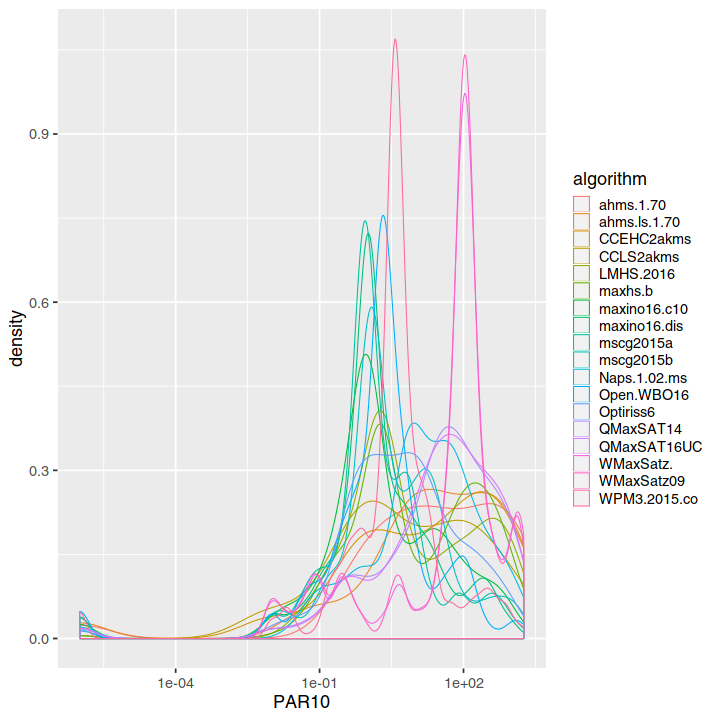 density
0.9
0.6
0.3
0.0
1e-04 1e-01 1e+02
PAR10
algorithm
ahms.1.70
ahms.ls.1.70
CCEHC2akms
CCLS2akms
LMHS.2016
maxhs.b
maxino16.c10
maxino16.dis
mscg2015a
mscg2015b
Naps.1.02.ms
Open.WBO16
Optiriss6
QMaxSAT14
QMaxSAT16UC
WMaxSatz.
WMaxSatz09
WPM3.2015.co